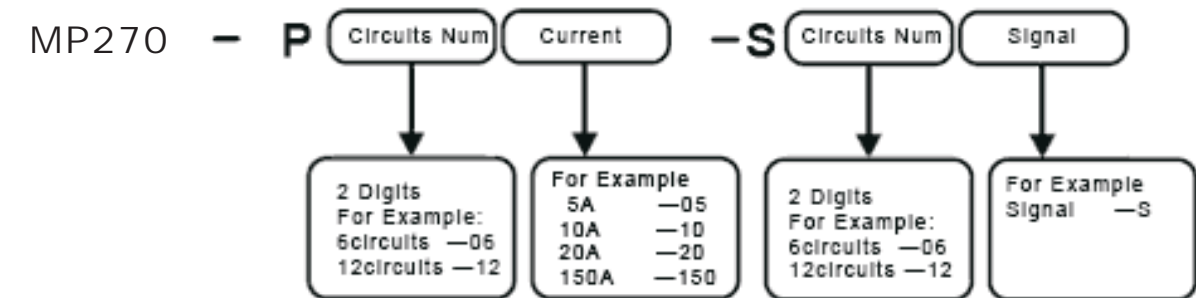 MP270 - P Circuits Num Current -S Circuits Num Signal
2 Digits
For Example:
6circuits —06
12circuits —12
For Example
5A —05
10A —10
20A —20
150A —150
2 Digits
For Example:
6circuits —06
12circuits —12
For Example
Signal —S